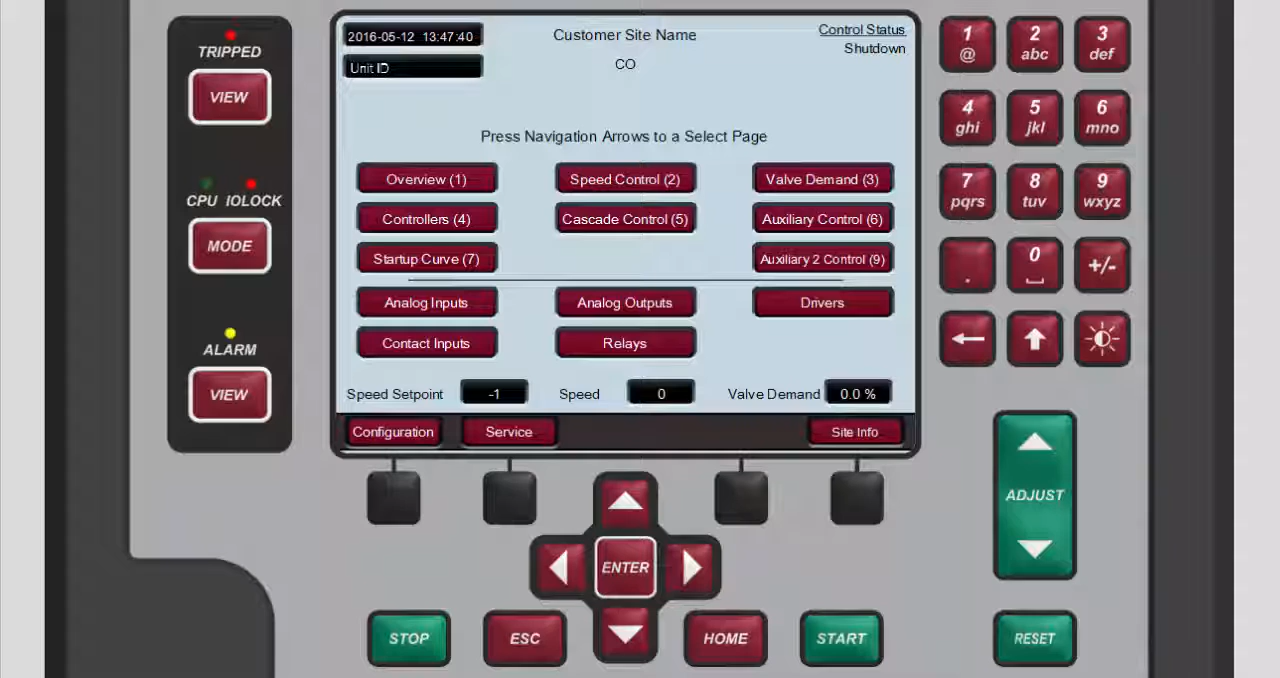 TRIPPED
VIEW
CPU IOLOCK
MODE
ALARM
VIEW
2016-05-12 13:47:40
Customer Site Name
Control Status
Shutdown
Unit ID
CO
Press Navigation Arrows to a Select Page
Overview (1)
Speed Control (2)
Valve Demand (3)
Controllers (4)
Cascade Control (5)
Auxiliary Control (6)
Startup Curve (7)
Auxiliary 2 Control (9)
Analog Inputs
Analog Outputs
Drivers
Contact Inputs
Relays
Speed Setpoint -1 Speed 0 Valve Demand 0.0 %
Configuration
Service
Site Info
1
@
2
abc
3
def
4
ghi
5
jkl
6
mno
7
pqrs
8
tuv
9
wxyz
.
0
+/-
ADJUST
ENTER
STOP
ESC
HOME
START
RESET